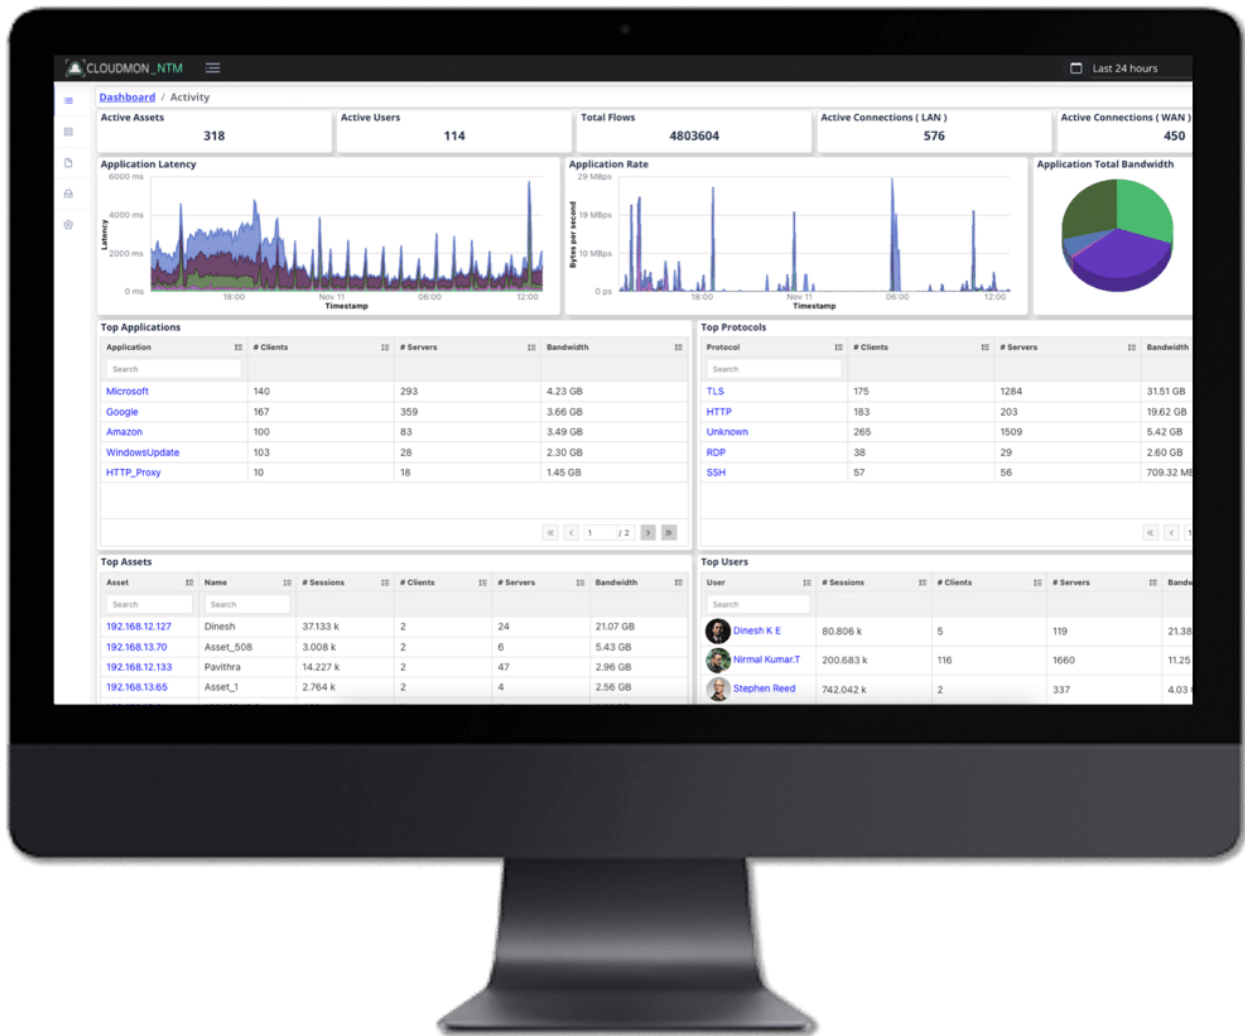 CLOUDMON_NTM
Last 24 hours
Dashboard / Activity
Active Assets
318
Active Users
114
Total Flows
4803604
Active Connections ( LAN )
576
Active Connections ( WAN )
450
Application Latency
6000 ms
4000 ms
2000 ms
0 ms
Latency
18:00
Nov 11
06:00
12:00
Timestamp
Application Rate
29 MBps
19 MBps
10 MBps
0 ps
Bytes per second
18:00
Nov 11
06:00
12:00
Timestamp
Application Total Bandwidth
Top Applications
Application # Clients # Servers Bandwidth
Search
Microsoft 140 293 4.23 GB
Google 167 359 3.66 GB
Amazon 100 83 3.49 GB
WindowsUpdate 103 28 2.30 GB
HTTP_Proxy 10 18 1.45 GB
« ‹ 1 / 2 › »
Top Protocols
Protocol # Clients # Servers Bandwidth
Search
TLS 175 1284 31.51 GB
HTTP 183 203 19.62 GB
Unknown 265 1509 5.42 GB
RDP 38 29 2.60 GB
SSH 57 56 709.32 M
« ‹ 1
Top Assets
Asset Name # Sessions # Clients # Servers Bandwidth
Search Search
192.168.12.127 Dinesh 37.133 k 2 24 21.07 GB
192.168.13.70 Asset_508 3.008 k 2 6 5.43 GB
192.168.12.133 Pavithra 14.227 k 2 47 2.96 GB
192.168.13.65 Asset_1 2.764 k 2 4 2.56 GB
Top Users
User # Sessions # Clients # Servers Bandw
Search
Dinesh K E 80.806 k 5 119 21.38
Nirmal Kumar.T 200.683 k 116 1660 11.25
Stephen Reed 742.042 k 2 337 4.03